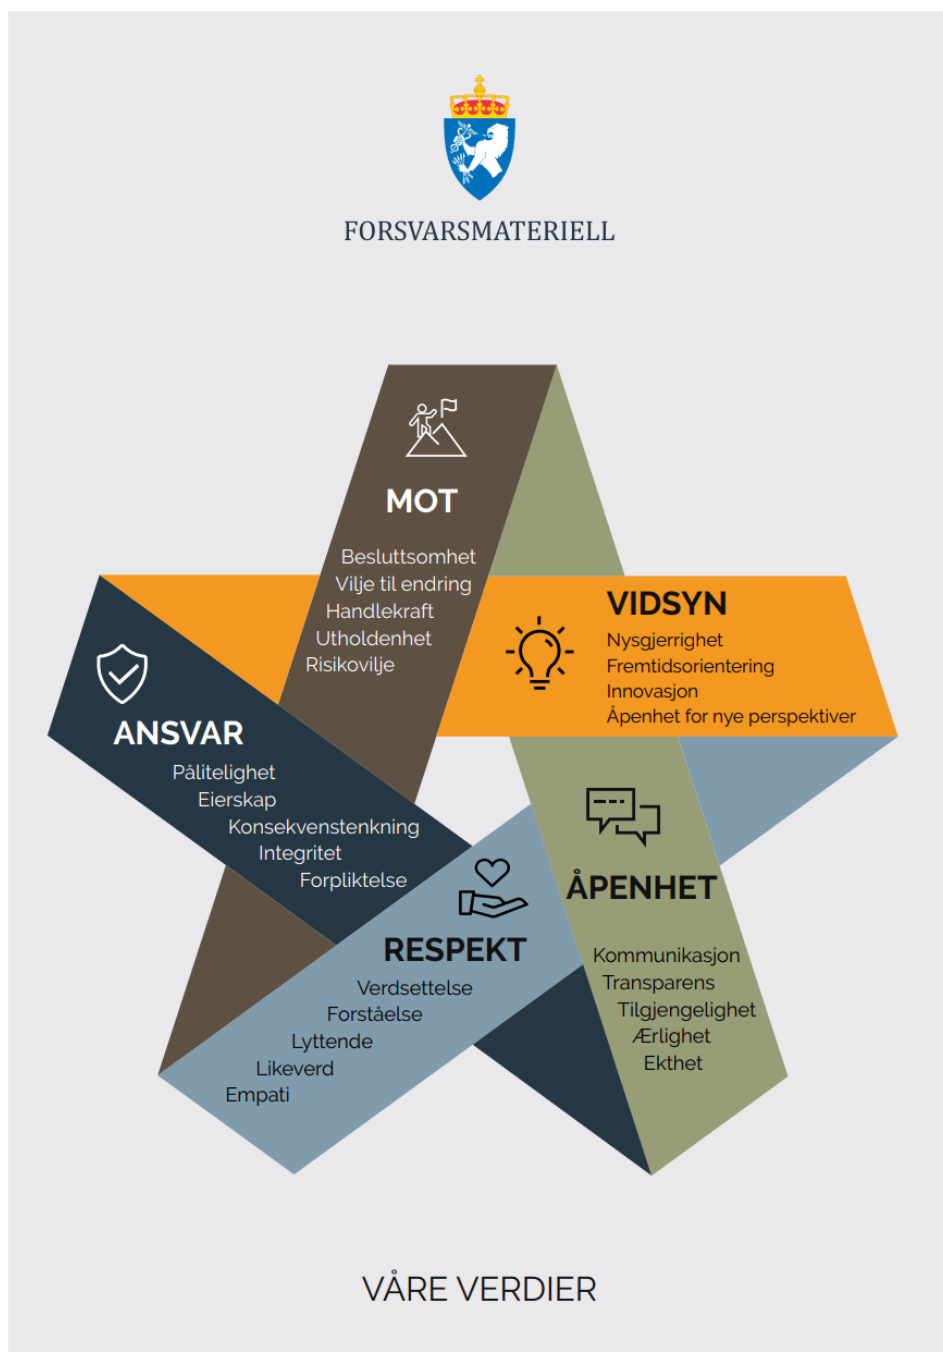 FORSVARSMATERIELL
MOT
Besluttsomhet
Vilje til endring
Handlekraft
Utholdenhet
Risikovilje
VIDSYN
Nysgjerrighet
Fremtidsorientering
Innovasjon
Åpenhet for nye perspektiver
ANSVAR
Pålitelighet
Eierskap
Konsekvenstenkning
Integritet
Forpliktelse
ÅPENHET
Kommunikasjon
Transparens
Tilgjengelighet
Ærlighet
Ekthet
RESPEKT
Verdsettelse
Forståelse
Lyttende
Likeverd
Empati
VÅRE VERDIER